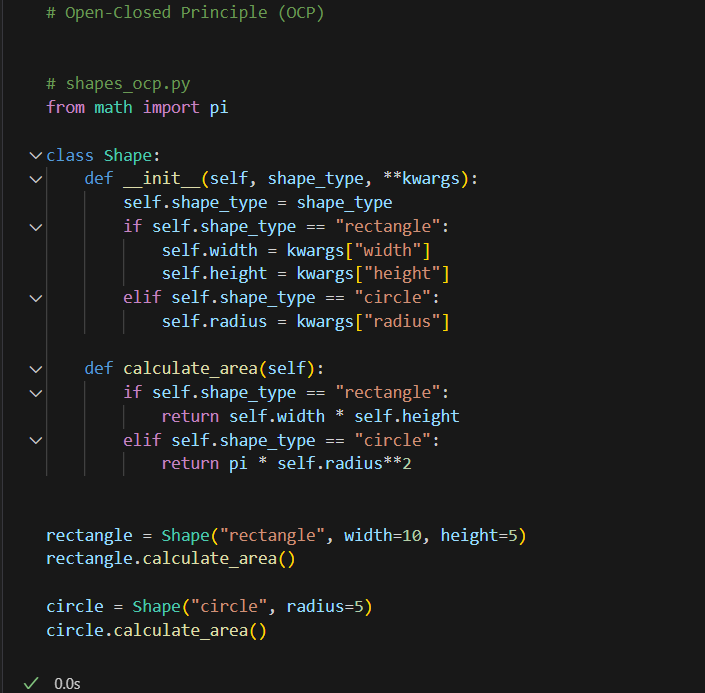 # Open-Closed Principle (OCP)
# shapes_ocp.py
from math import pi
class Shape:
    def __init__(self, shape_type, **kwargs):
        self.shape_type = shape_type
        if self.shape_type == "rectangle":
            self.width = kwargs["width"]
            self.height = kwargs["height"]
        elif self.shape_type == "circle":
            self.radius = kwargs["radius"]
    def calculate_area(self):
        if self.shape_type == "rectangle":
            return self.width * self.height
        elif self.shape_type == "circle":
            return pi * self.radius**2
rectangle = Shape("rectangle", width=10, height=5)
rectangle.calculate_area()
circle = Shape("circle", radius=5)
circle.calculate_area()
0.0s